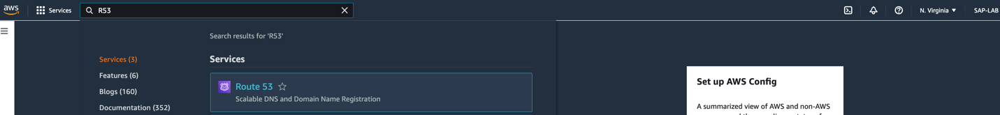 aws
Services
R53
N. Virginia
SAP-LAB
Search results for 'R53'
Services (3)
Features (6)
Blogs (160)
Documentation (352)
Services
Route 53
Scalable DNS and Domain Name Registration
Set up AWS Config
A summarized view of AWS and non-AWS